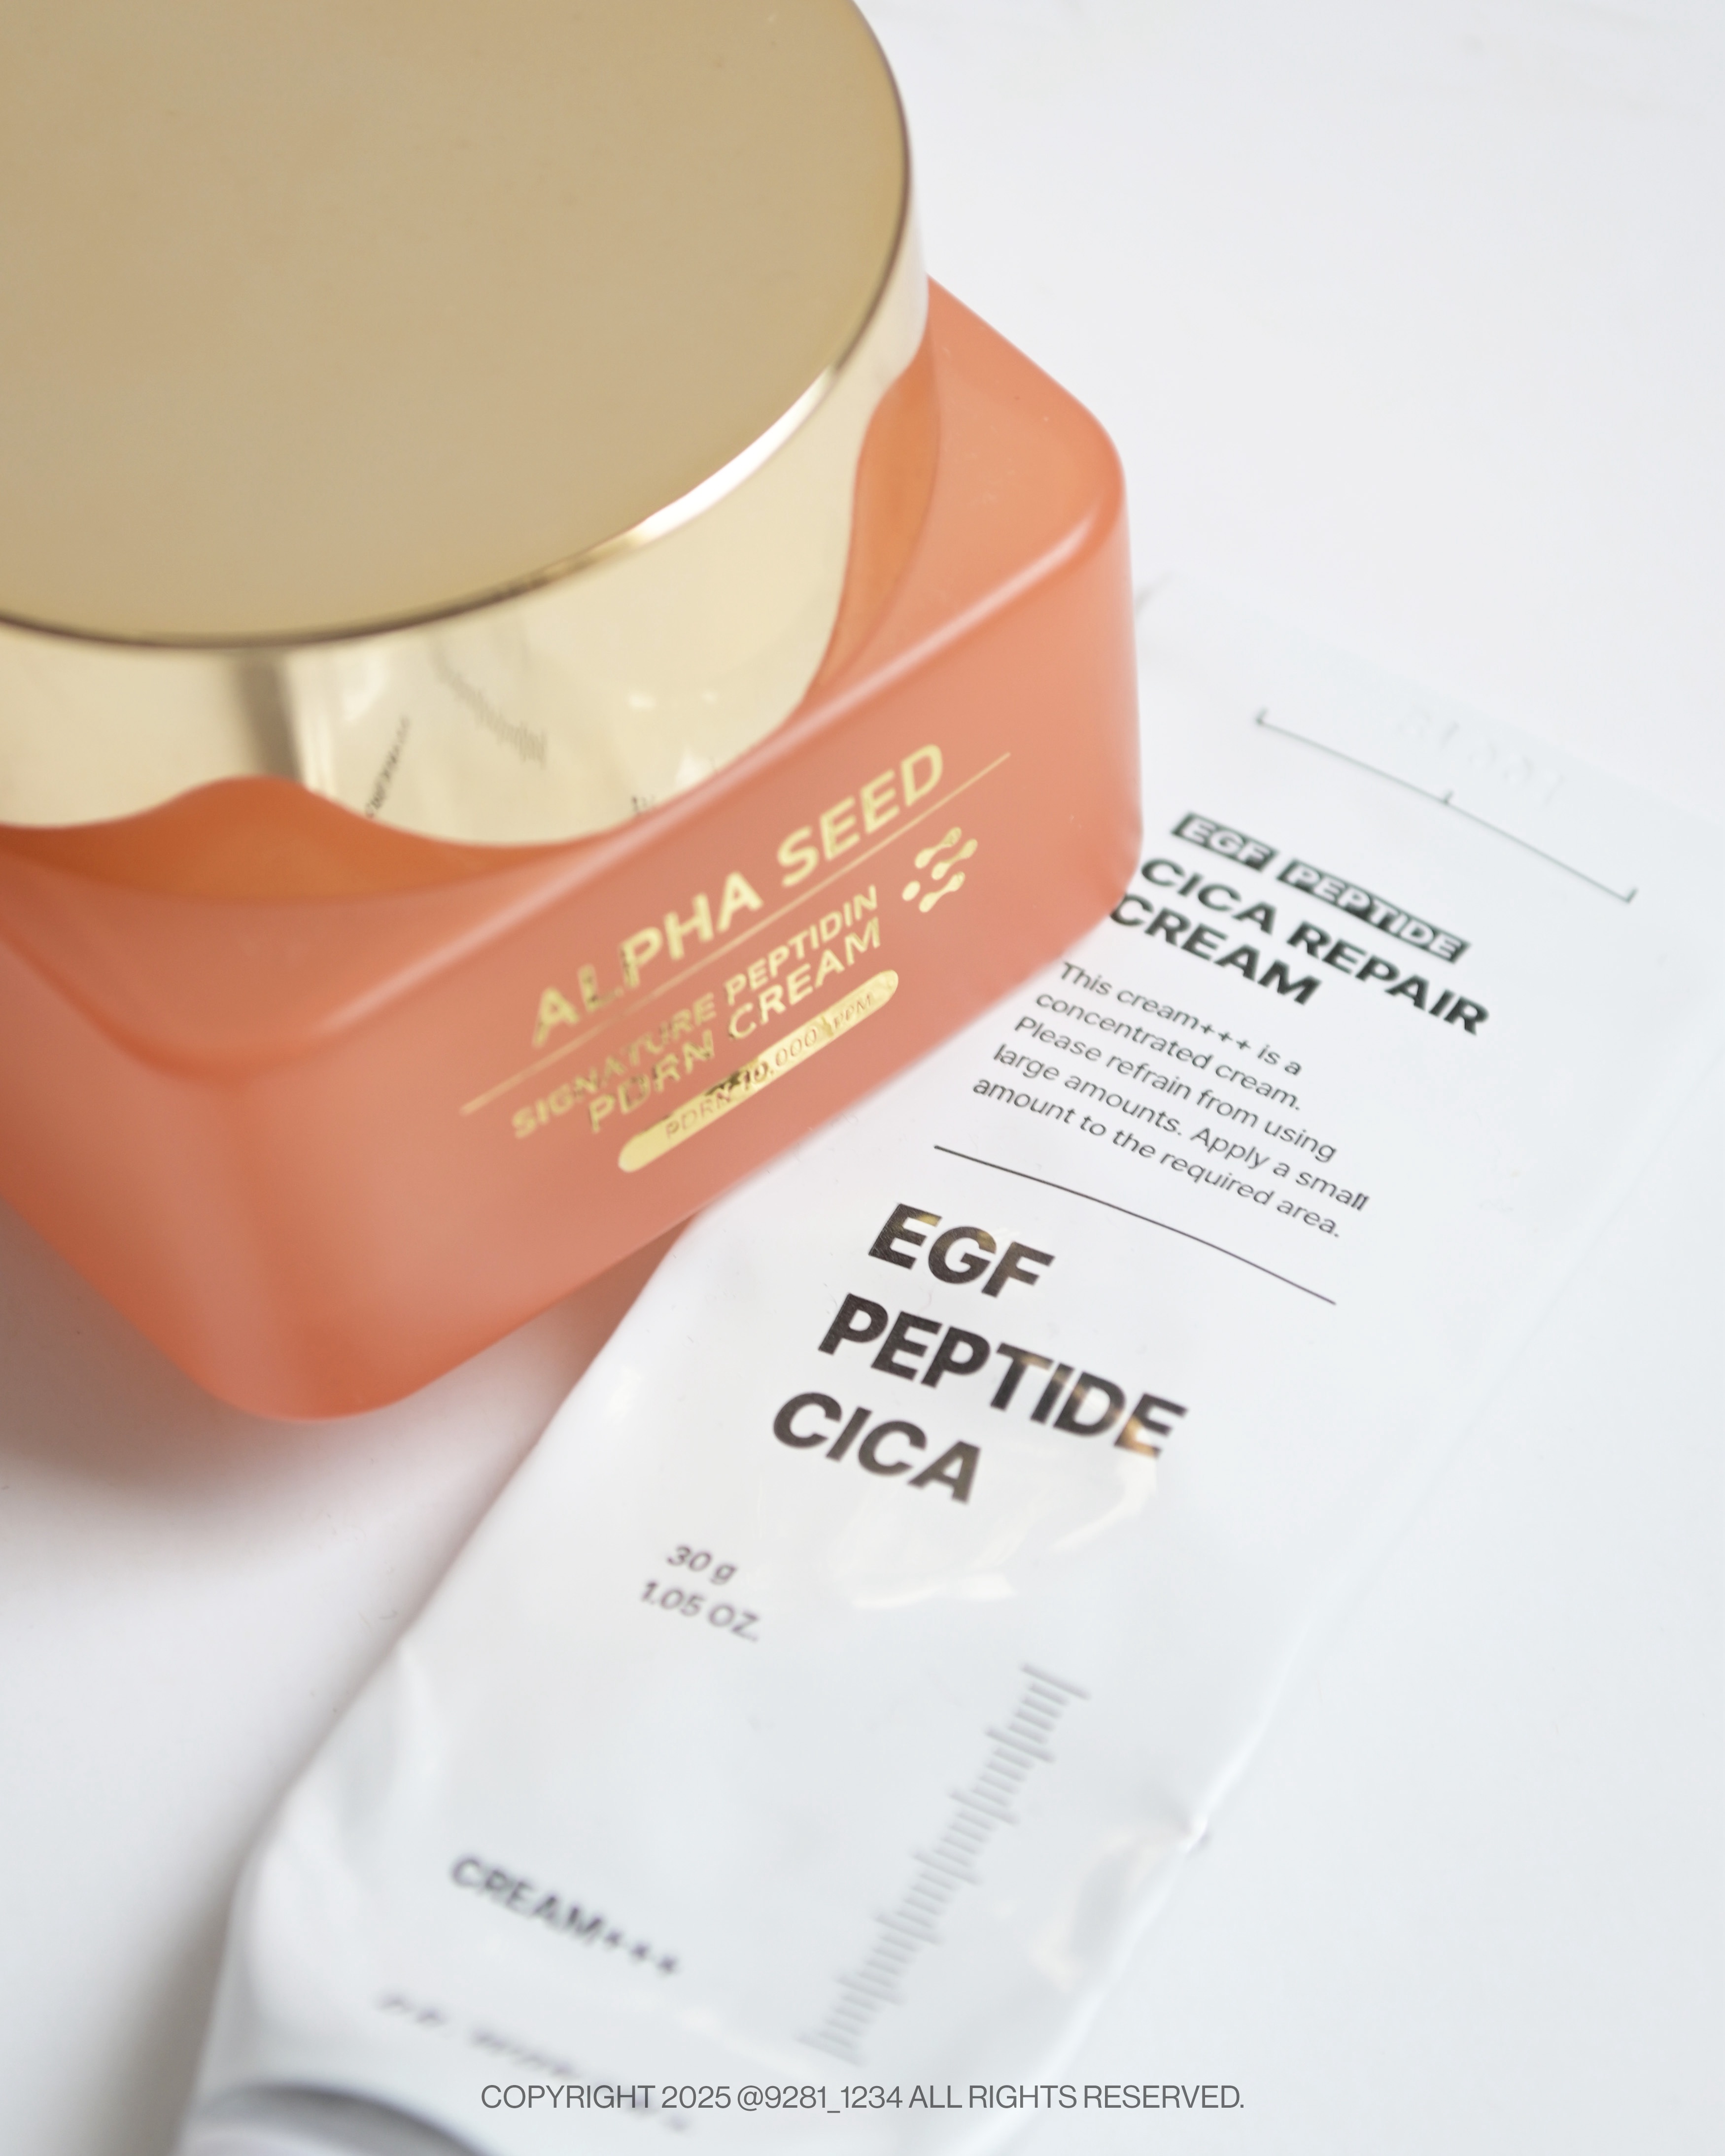 ALPHA SEED
SIGNATURE PEPTIDIN
PDRN CREAM
PDRN 10,000 PPM
EGF PEPTIDE
CICA REPAIR
CREAM
This cream+++ is a
concentrated cream.
Please refrain from using
large amounts. Apply a small
amount to the required area.
EGF
PEPTIDE
CICA
30 g
1.05 OZ.
CREAM+++
COPYRIGHT 2025 @9281_1234 ALL RIGHTS RESERVED.